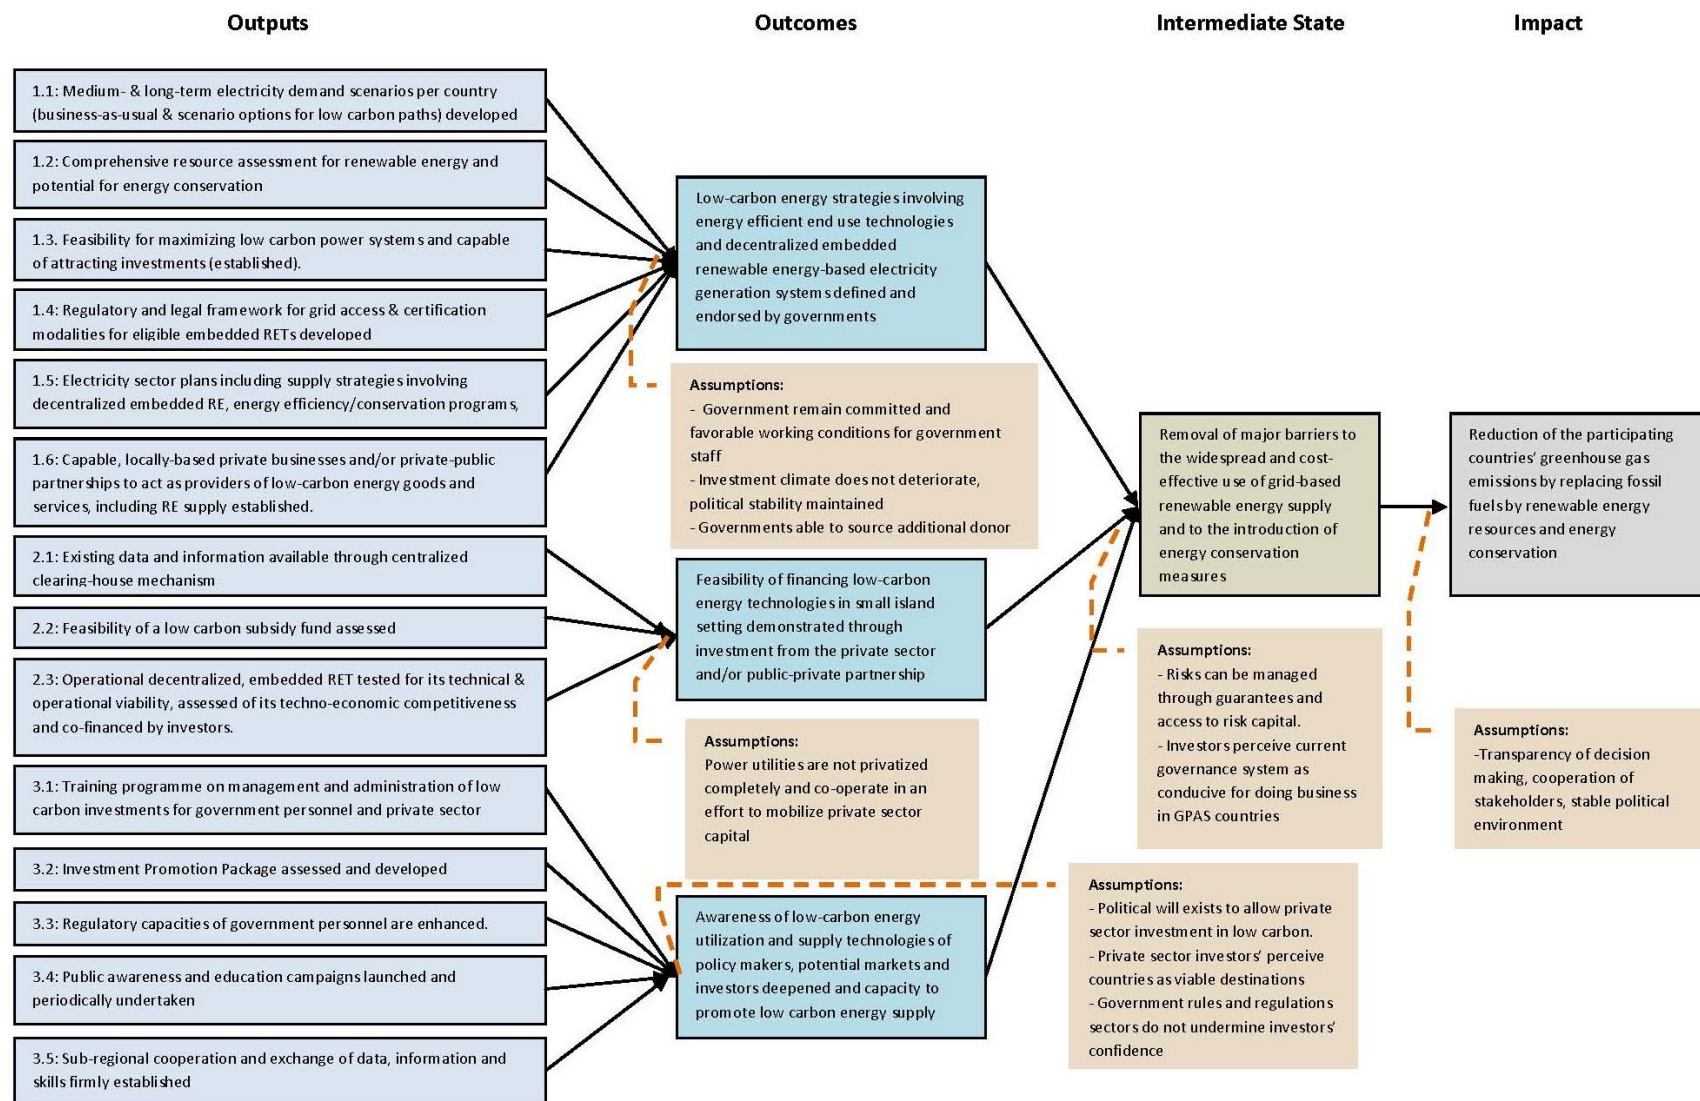 Outputs
Outcomes
Intermediate State
Impact
1.1: Medium- & long-term electricity demand scenarios per country
(business-as-usual & scenario options for low carbon paths) developed
1.2: Comprehensive resource assessment for renewable energy and
potential for energy conservation
1.3. Feasibility for maximizing low carbon power systems and capable
of attracting investments (established).
1.4: Regulatory and legal framework for grid access & certification
modalities for eligible embedded RETs developed
1.5: Electricity sector plans including supply strategies involving
decentralized embedded RE, energy efficiency/conservation programs,
1.6: Capable, locally-based private businesses and/or private-public
partnerships to act as providers of low-carbon energy goods and
services, including RE supply established.
2.1: Existing data and information available through centralized
clearing-house mechanism
2.2: Feasibility of a low carbon subsidy fund assessed
2.3: Operational decentralized, embedded RET tested for its technical &
operational viability, assessed of its techno-economic competitiveness
and co-financed by investors.
3.1: Training programme on management and administration of low
carbon investments for government personnel and private sector
3.2: Investment Promotion Package assessed and developed
3.3: Regulatory capacities of government personnel are enhanced.
3.4: Public awareness and education campaigns launched and
periodically undertaken
3.5: Sub-regional cooperation and exchange of data, information and
skills firmly established
Low-carbon energy strategies involving
energy efficient end use technologies
and decentralized embedded
renewable energy-based electricity
generation systems defined and
endorsed by governments
Assumptions:
- Government remain committed and
favorable working conditions for government
staff
- Investment climate does not deteriorate,
political stability maintained
- Governments able to source additional donor
Feasibility of financing low-carbon
energy technologies in small island
setting demonstrated through
investment from the private sector
and/or public-private partnership
Assumptions:
Power utilities are not privatized
completely and co-operate in an
effort to mobilize private sector
capital
Awareness of low-carbon energy
utilization and supply technologies of
policy makers, potential markets and
investors deepened and capacity to
promote low carbon energy supply
Removal of major barriers to
the widespread and cost-
effective use of grid-based
renewable energy supply
and to the introduction of
energy conservation
measures
Assumptions:
- Risks can be managed
through guarantees and
access to risk capital.
- Investors perceive current
governance system as
conducive for doing business
in GPAS countries
Assumptions:
- Political will exists to allow private
sector investment in low carbon.
- Private sector investors' perceive
countries as viable destinations
- Government rules and regulations
sectors do not undermine investors'
confidence
Reduction of the participating
countries' greenhouse gas
emissions by replacing fossil
fuels by renewable energy
resources and energy
conservation
Assumptions:
-Transparency of decision
making, cooperation of
stakeholders, stable political
environment